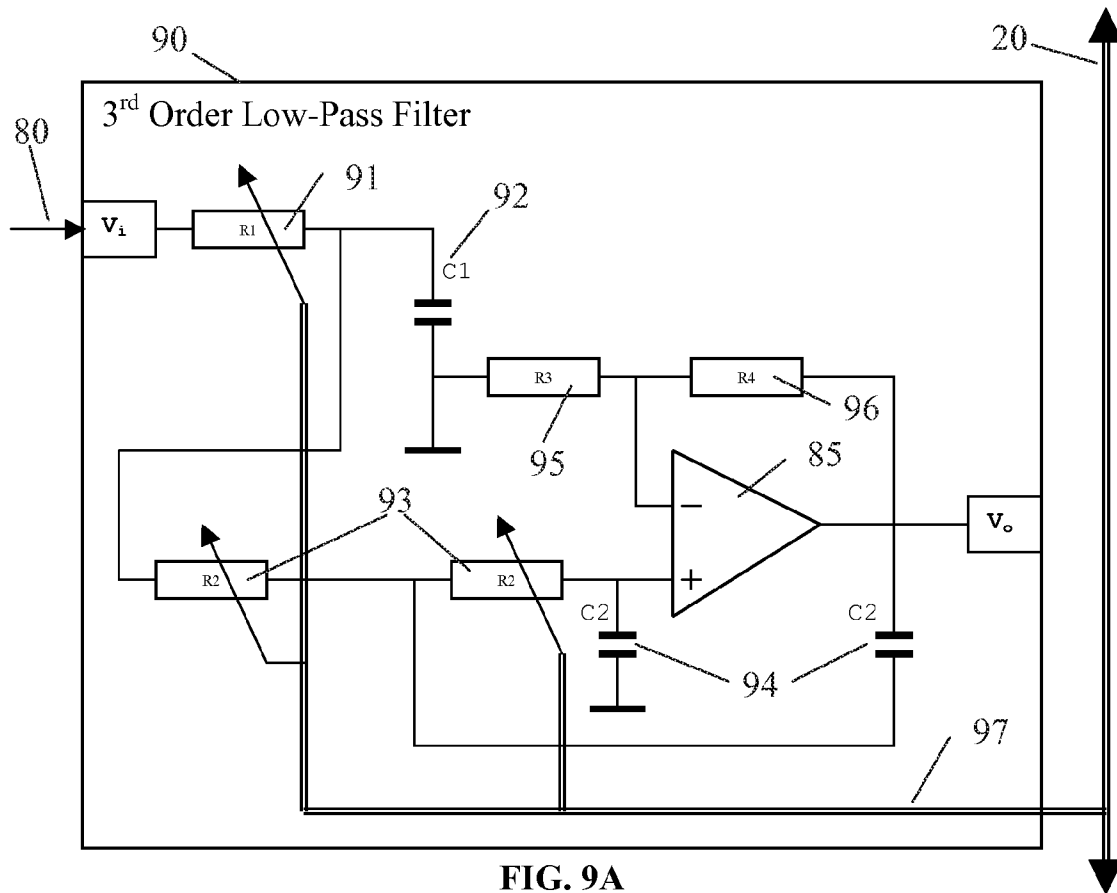 90
20
3rd Order Low-Pass Filter
80
91
92
Vi
R1
C1
R3
R4
95
96
85
93
−
Vo
R2
R2
+
C2
C2
94
97
FIG. 9A